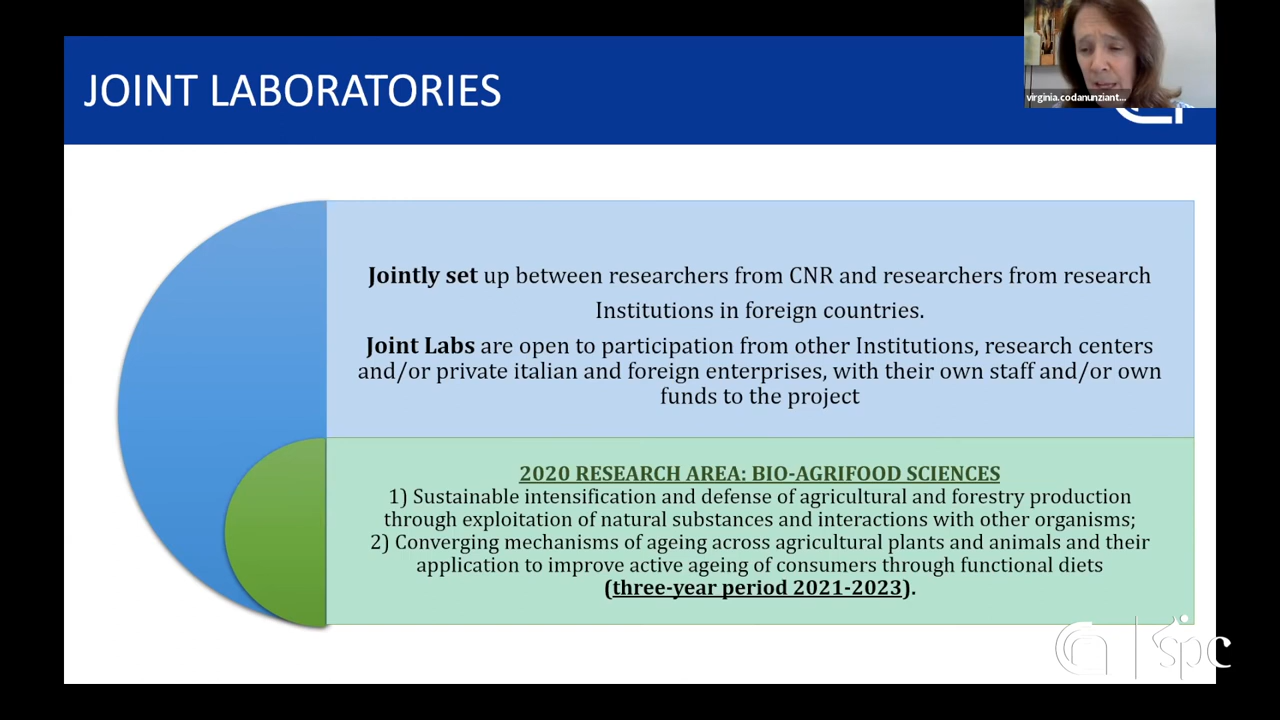 JOINT LABORATORIES
virginia.codanunziant...
Jointly set up between researchers from CNR and researchers from research
Institutions in foreign countries.
Joint Labs are open to participation from other Institutions, research centers
and/or private italian and foreign enterprises, with their own staff and/or own
funds to the project
2020 RESEARCH AREA: BIO-AGRIFOOD SCIENCES
1) Sustainable intensification and defense of agricultural and forestry production
through exploitation of natural substances and interactions with other organisms;
2) Converging mechanisms of ageing across agricultural plants and animals and their
application to improve active ageing of consumers through functional diets
(three-year period 2021-2023).
spc